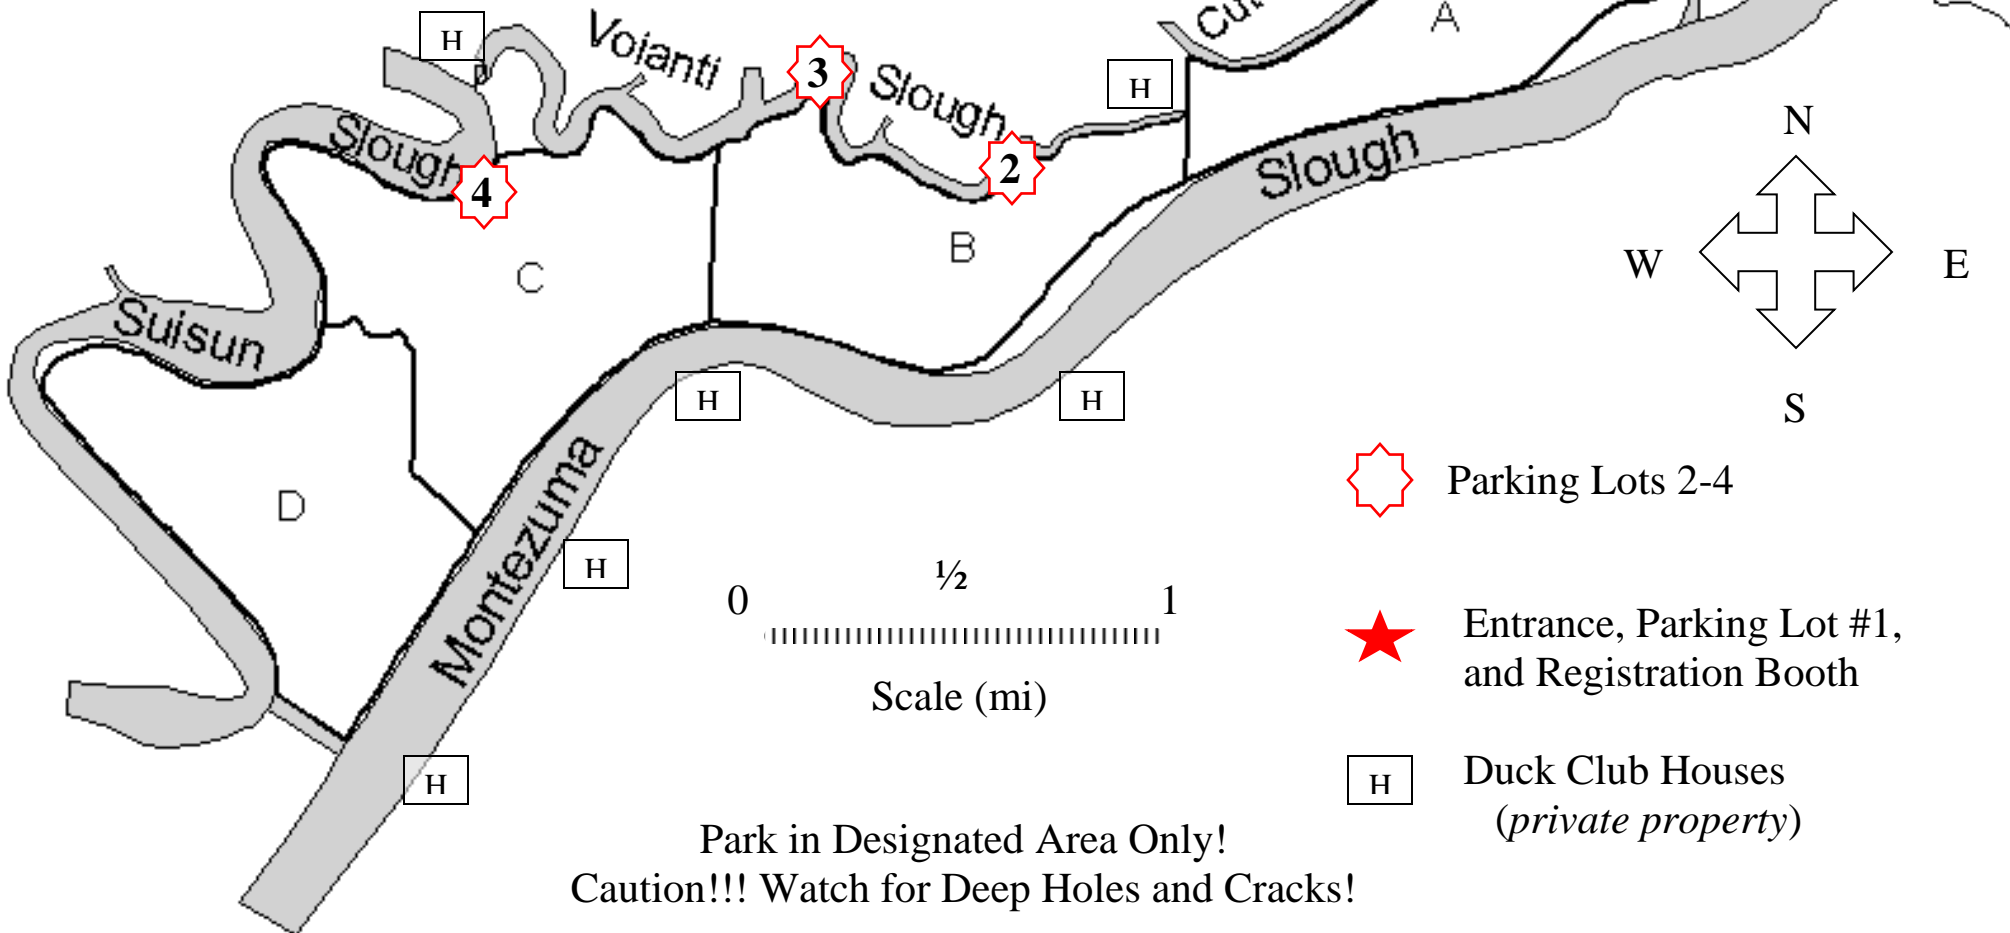 H
Voianti
3
Slough
2
H
A
Slough
4
Slough
N
W
E
S
C
B
Suisun
H
H
D
Montezuma
H
H
Parking Lots 2-4
0
½
1
Scale (mi)
Entrance, Parking Lot #1,
and Registration Booth
H
Duck Club Houses
(private property)
Park in Designated Area Only!
Caution!!! Watch for Deep Holes and Cracks!